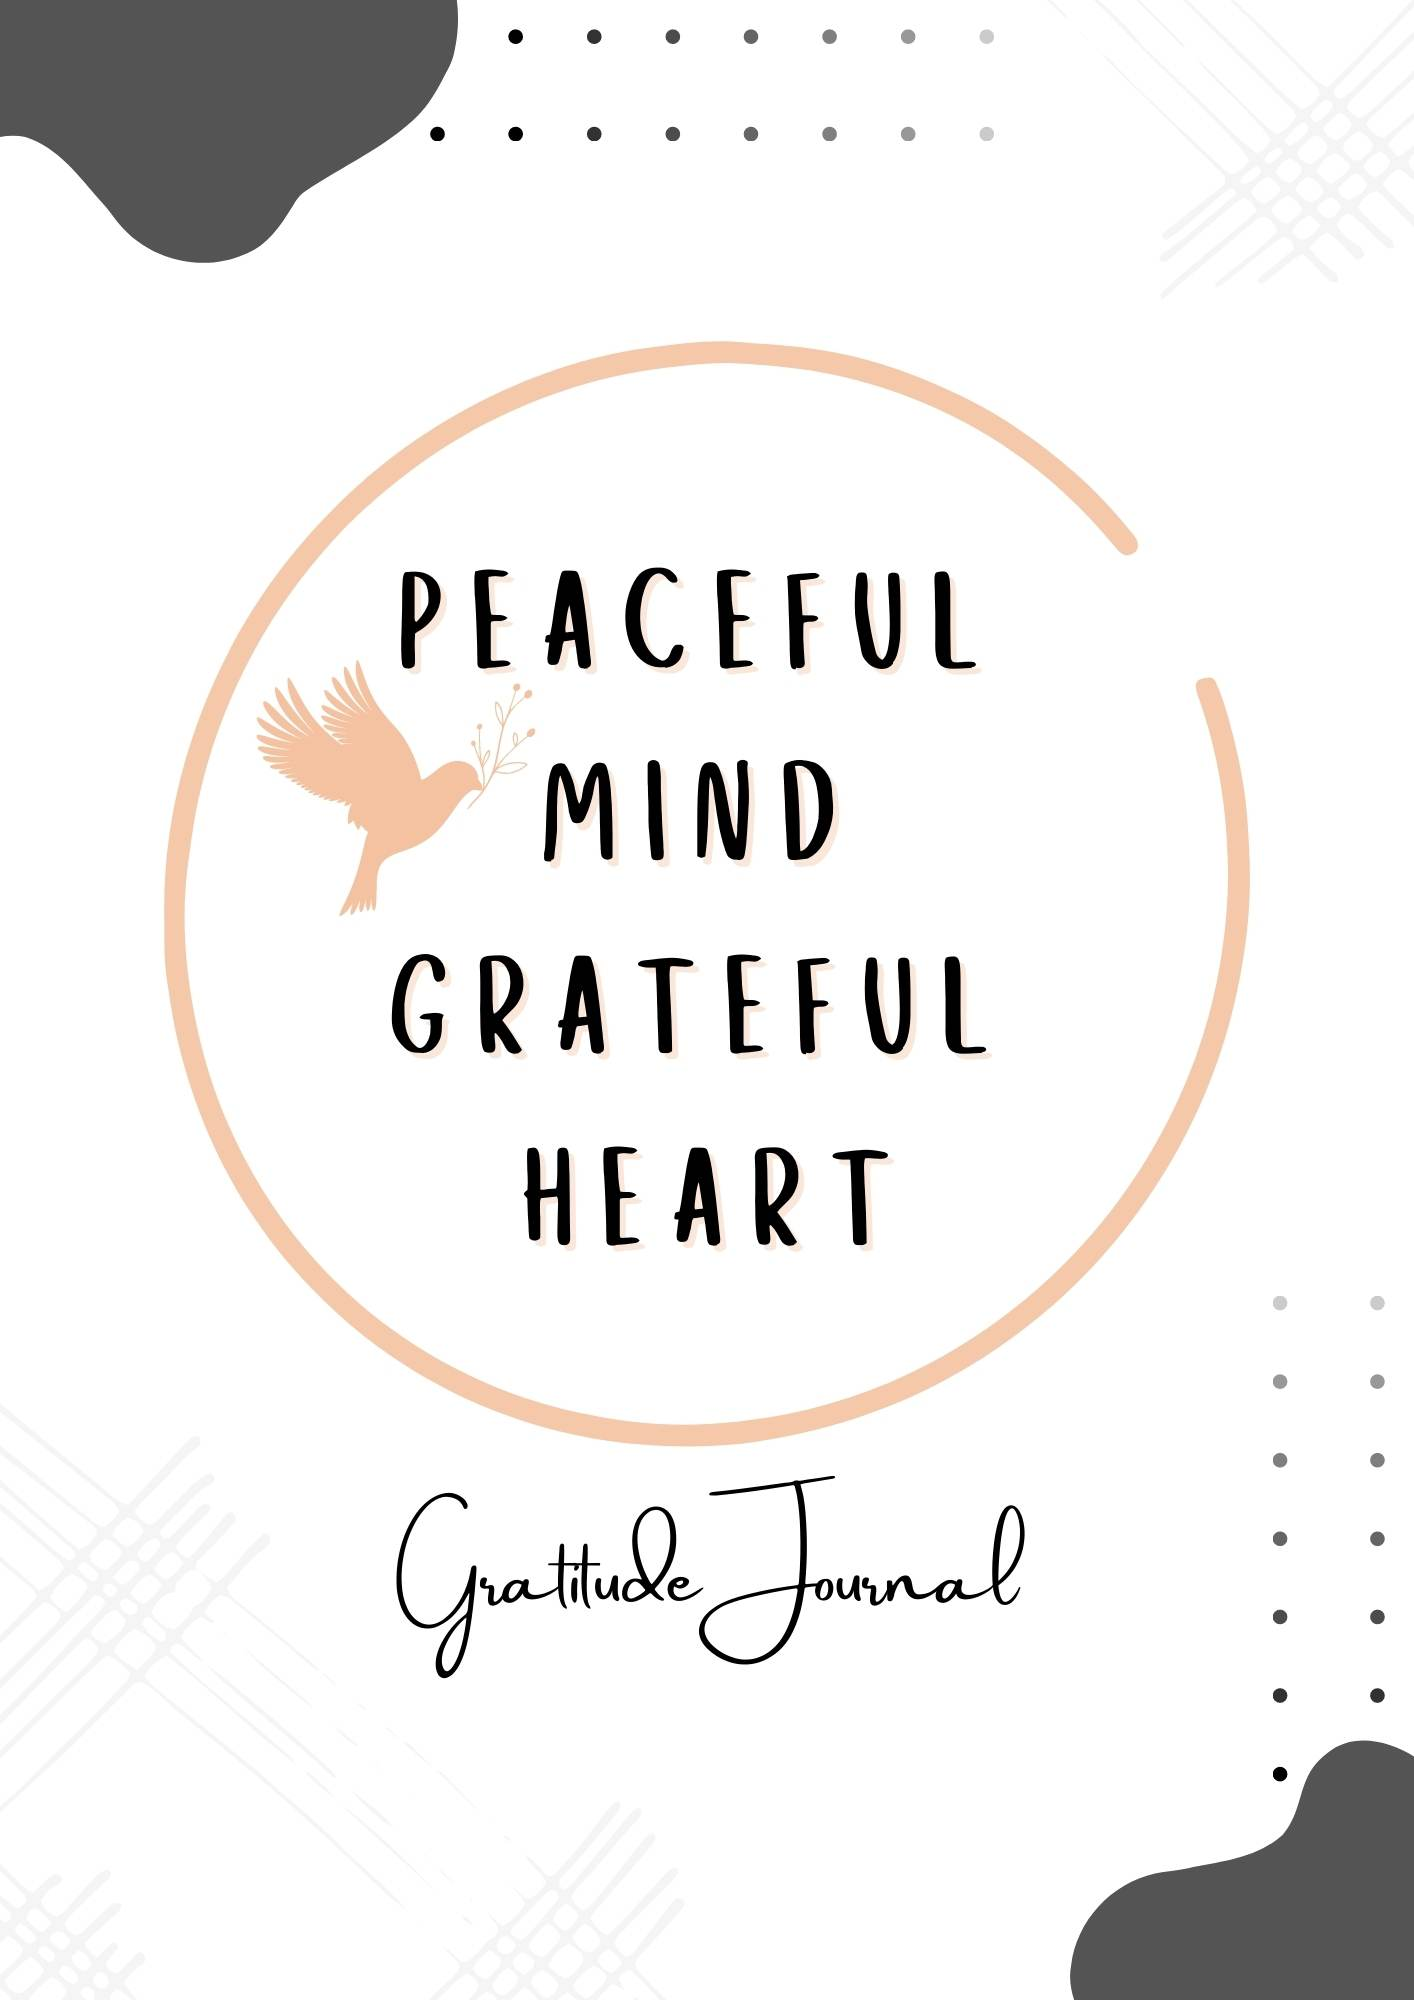 PEACEFUL
MIND
GRATEFUL
HEART
Gratitude Journal